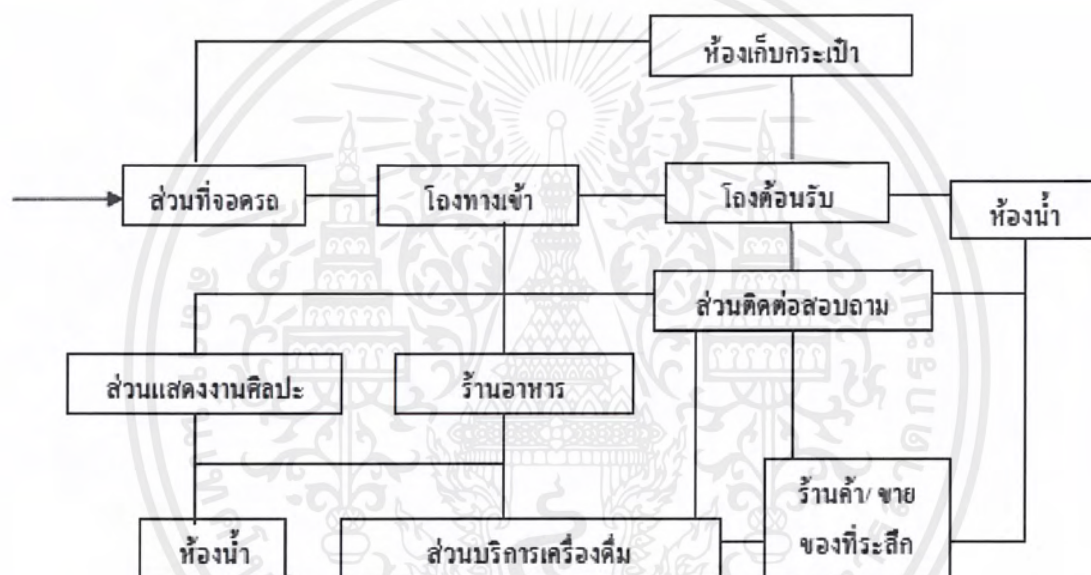 ห้องเก็บกระเป๋า
ส่วนที่จอดรถ
โถงทางเข้า
โถงต้อนรับ
ห้องน้ำ
ส่วนติดต่อสอบถาม
ส่วนแสดงงานศิลปะ
ร้านอาหาร
ร้านค้า/ ขาย
ของที่ระลึก
ห้องน้ำ
ส่วนบริการเครื่องดื่ม